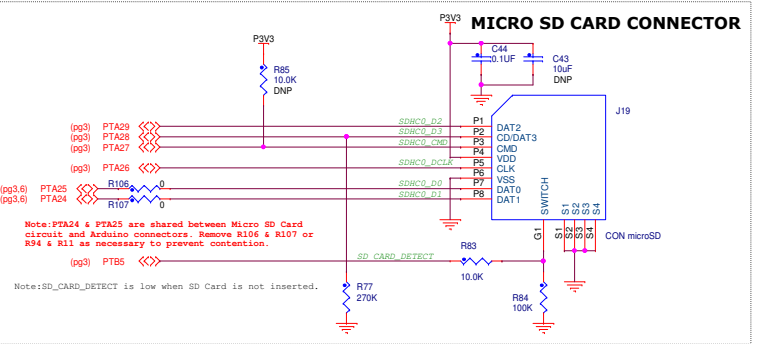 MICRO SD CARD CONNECTOR
P3V3
P3V3
C44
0.1UF
C43
10uF
DNP
R85
10.0K
DNP
J19
(pg3) PTA29 SDHC0_D2 P1 DAT2
(pg3) PTA28 SDHC0_D3 P2 CD/DAT3
(pg3) PTA27 SDHC0_CMD P3 CMD
P4 VDD
(pg3) PTA26 SDHC0_DCLK P5 CLK
P6 VSS
(pg3,6) PTA25 R106 0 SDHC0_D0 P7 DAT0
(pg3,6) PTA24 R107 0 SDHC0_D1 P8 DAT1
SWITCH
S1
S2
S3
S4
G1
S1
S2
S3
S4
CON microSD
Note:PTA24 & PTA25 are shared between Micro SD Card
circuit and Arduino connectors. Remove R106 & R107 or
R94 & R11 as necessary to prevent contention.
(pg3) PTB5 SD_CARD_DETECT
R83
10.0K
Note:SD_CARD_DETECT is low when SD Card is not inserted.
R77
270K
R84
100K